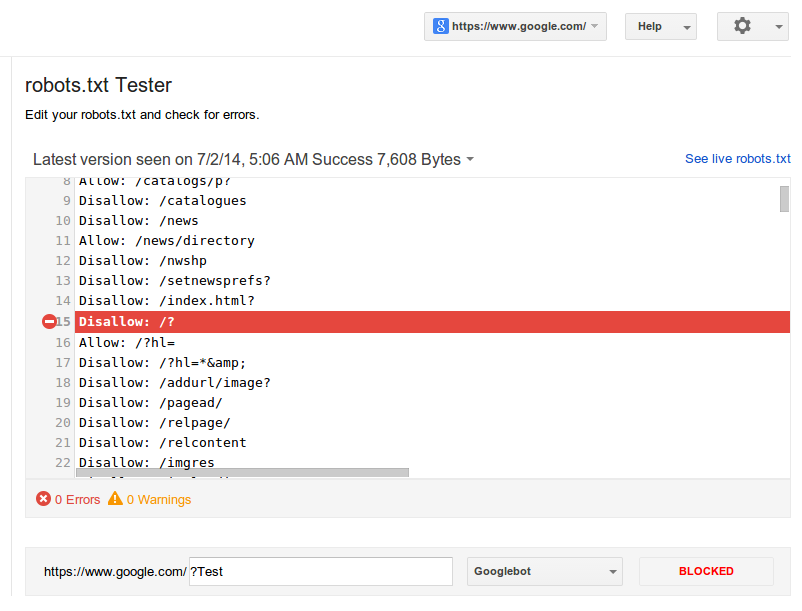 8 https://www.google.com/ Help
robots.txt Tester
Edit your robots.txt and check for errors.
Latest version seen on 7/2/14, 5:06 AM Success 7,608 Bytes See live robots.txt
8 Allow: /catalogs/p?
9 Disallow: /catalogues
10 Disallow: /news
11 Allow: /news/directory
12 Disallow: /nwshp
13 Disallow: /setnewsprefs?
14 Disallow: /index.html?
15 Disallow: /?
16 Allow: /?hl=
17 Disallow: /?hl=*&amp;
18 Disallow: /addurl/image?
19 Disallow: /pagead/
20 Disallow: /relpage/
21 Disallow: /relcontent
22 Disallow: /imgres
0 Errors 0 Warnings
https://www.google.com/ ?Test Googlebot BLOCKED